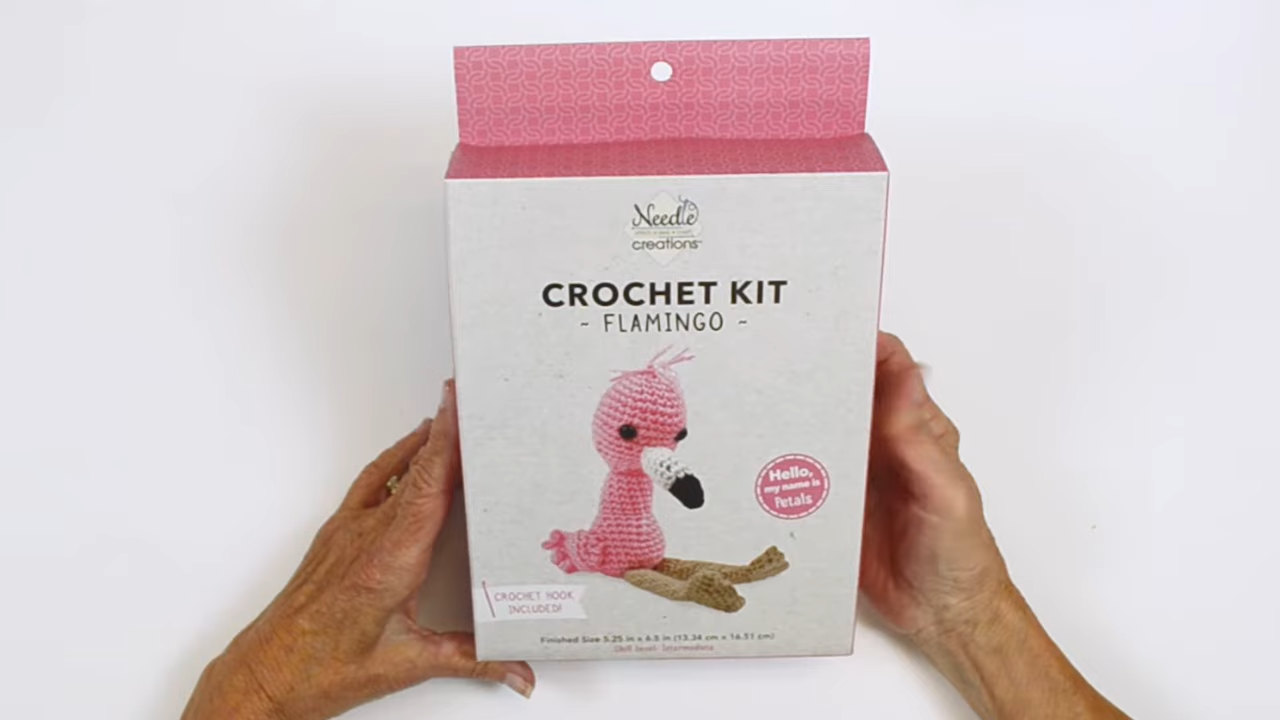 Needle
creations™
CROCHET KIT
~ FLAMINGO ~
Hello,
my name is
Petals
CROCHET HOOK
INCLUDED!
Finished Size 5.25 in x 6.5 in (13.34 cm x 16.51 cm)
Skill Level: Intermediate